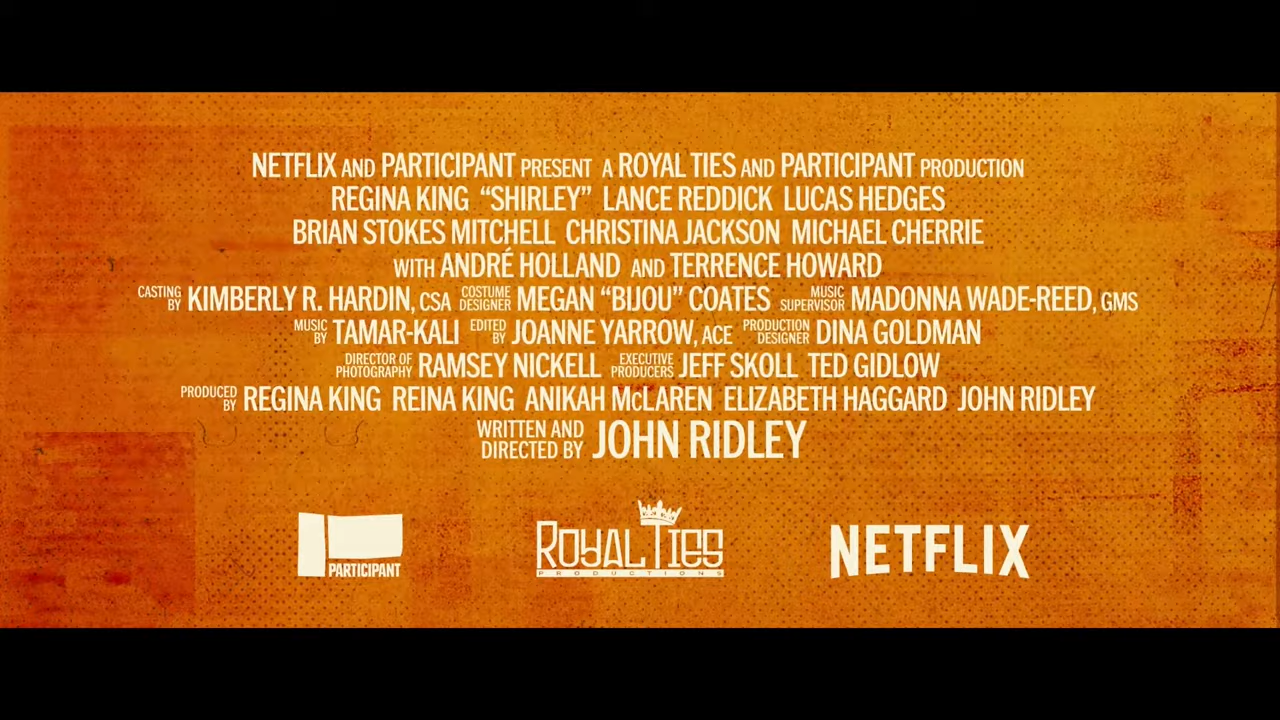 NETFLIX AND PARTICIPANT PRESENT A ROYAL TIES AND PARTICIPANT PRODUCTION
REGINA KING “SHIRLEY” LANCE REDDICK LUCAS HEDGES
BRIAN STOKES MITCHELL CHRISTINA JACKSON MICHAEL CHERRIE
WITH ANDRÉ HOLLAND AND TERRENCE HOWARD
CASTING BY KIMBERLY R. HARDIN, CSA COSTUME DESIGNER MEGAN “BIJOU” COATES MUSIC SUPERVISOR MADONNA WADE-REED, GMS
MUSIC BY TAMAR-KALI EDITED BY JOANNE YARROW, ACE PRODUCTION DESIGNER DINA GOLDMAN
DIRECTOR OF PHOTOGRAPHY RAMSEY NICKELL EXECUTIVE PRODUCERS JEFF SKOLL TED GIDLOW
PRODUCED BY REGINA KING REINA KING ANIKAH McLAREN ELIZABETH HAGGARD JOHN RIDLEY
WRITTEN AND DIRECTED BY JOHN RIDLEY
PARTICIPANT
ROYAL TIES
PRODUCTIONS
NETFLIX